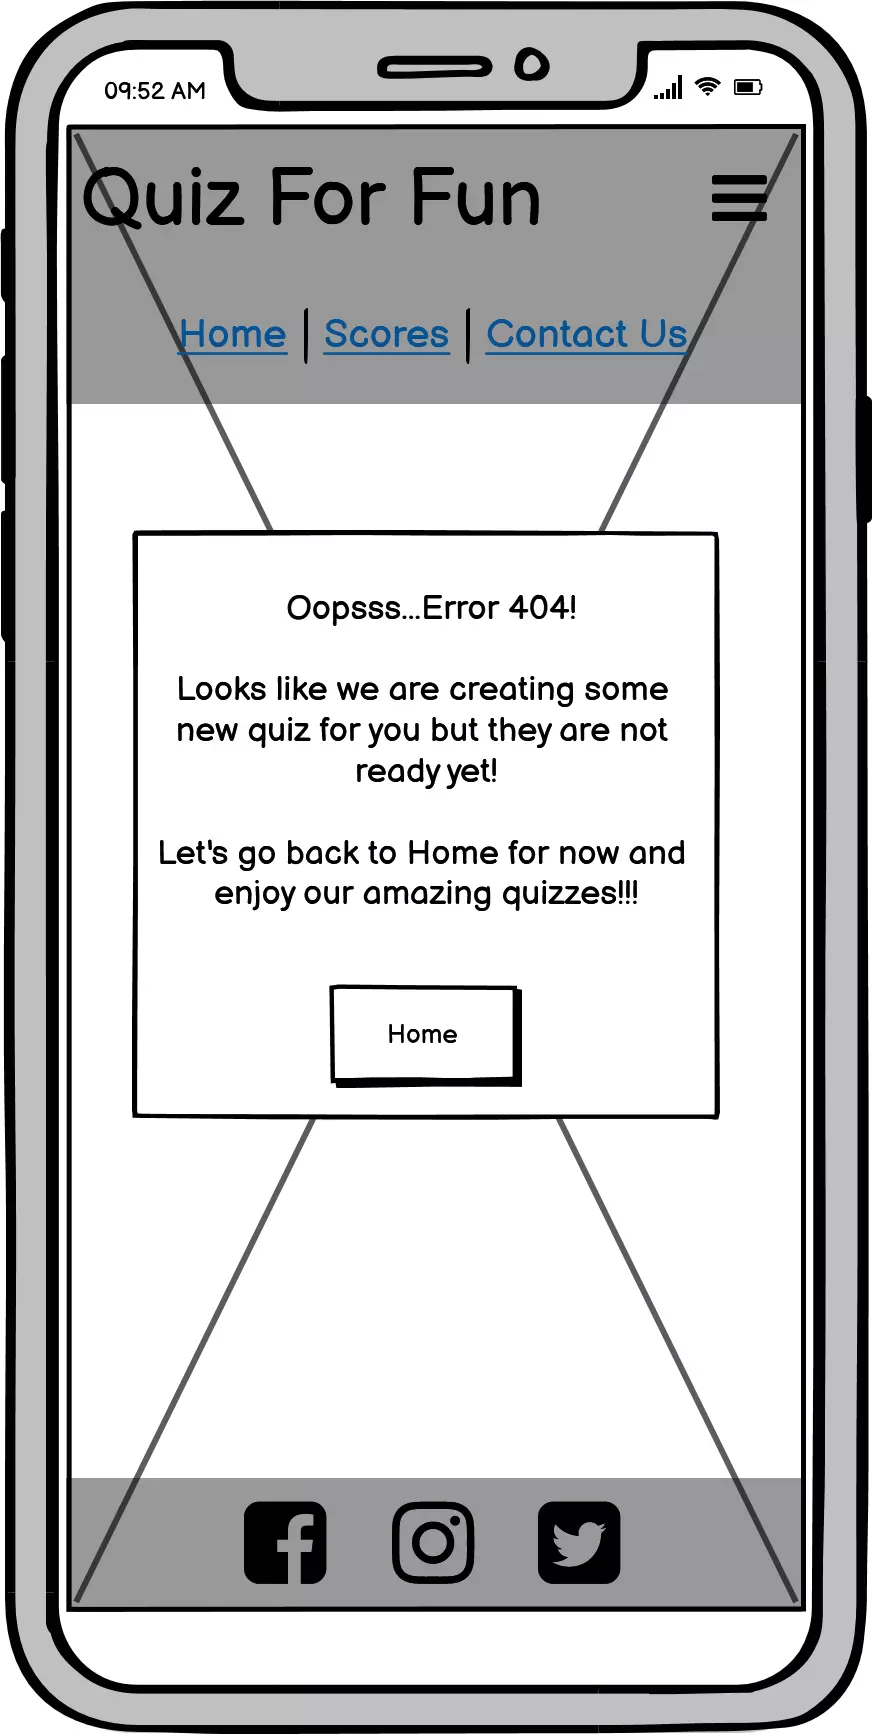 09:52 AM
Quiz For Fun
Home | Scores | Contact Us
Oopsss...Error 404!
Looks like we are creating some
new quiz for you but they are not
ready yet!
Let's go back to Home for now and
enjoy our amazing quizzes!!!
Home